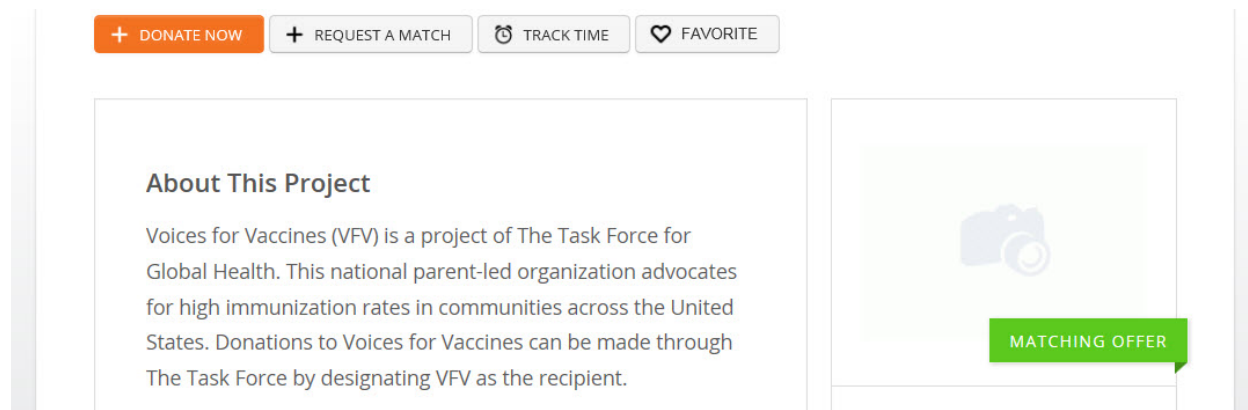 DONATE NOW REQUEST A MATCH TRACK TIME FAVORITE
About This Project
Voices for Vaccines (VFV) is a project of The Task Force for
Global Health. This national parent-led organization advocates
for high immunization rates in communities across the United
States. Donations to Voices for Vaccines can be made through
The Task Force by designating VFV as the recipient.
MATCHING OFFER